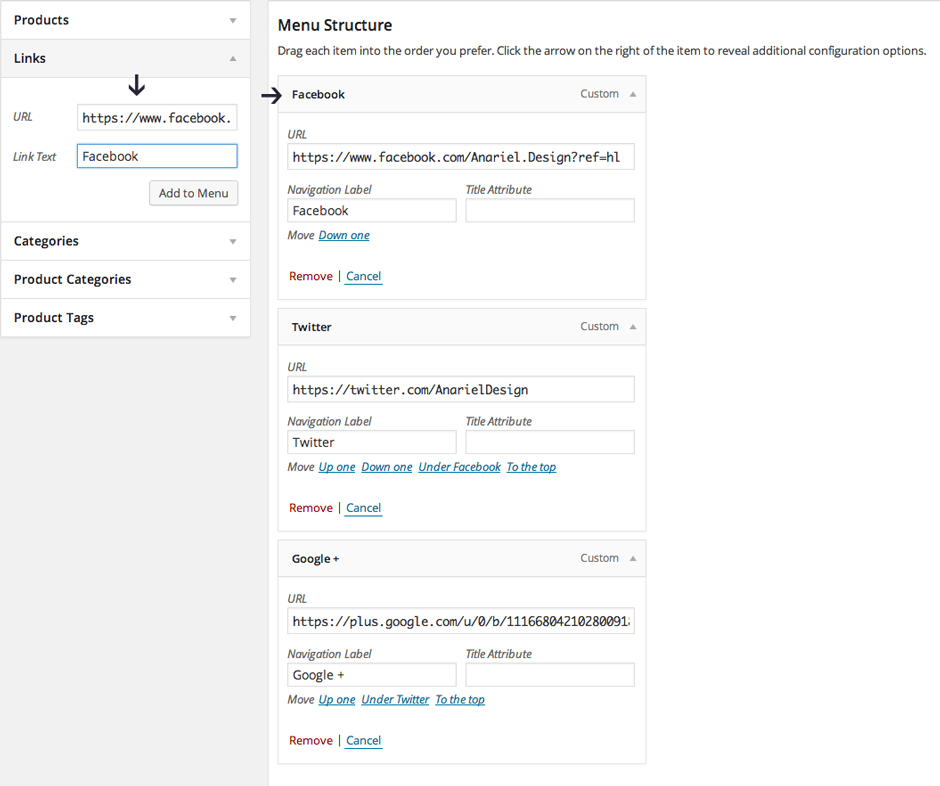 Products
Links
URL https://www.facebook.
Link Text Facebook
Add to Menu
Categories
Product Categories
Product Tags
Menu Structure
Drag each item into the order you prefer. Click the arrow on the right of the item to reveal additional configuration options.
Facebook Custom
URL
https://www.facebook.com/Anariel.Design?ref=hl
Navigation Label Title Attribute
Facebook
Move Down one
Remove | Cancel
Twitter Custom
URL
https://twitter.com/AnarielDesign
Navigation Label Title Attribute
Twitter
Move Up one Down one Under Facebook To the top
Remove | Cancel
Google + Custom
URL
https://plus.google.com/u/0/b/11166804210280091
Navigation Label Title Attribute
Google +
Move Up one Under Twitter To the top
Remove | Cancel